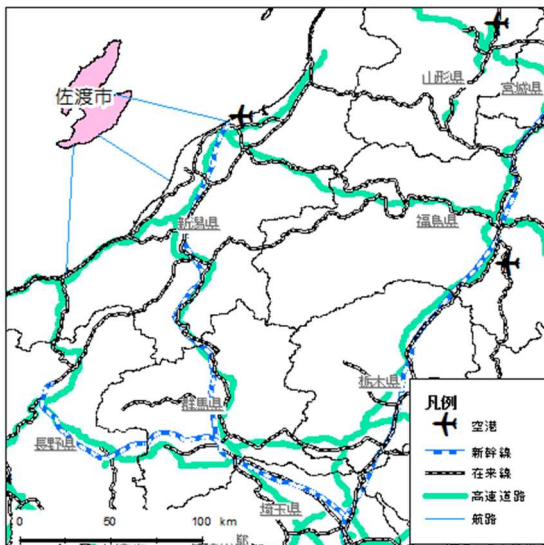 山形県
宮城県
佐渡市
新潟県
福島県
栃木県
群馬県
長野県
埼玉県
凡例
空港
新幹線
在来線
高速道路
航路
0 50 100 km